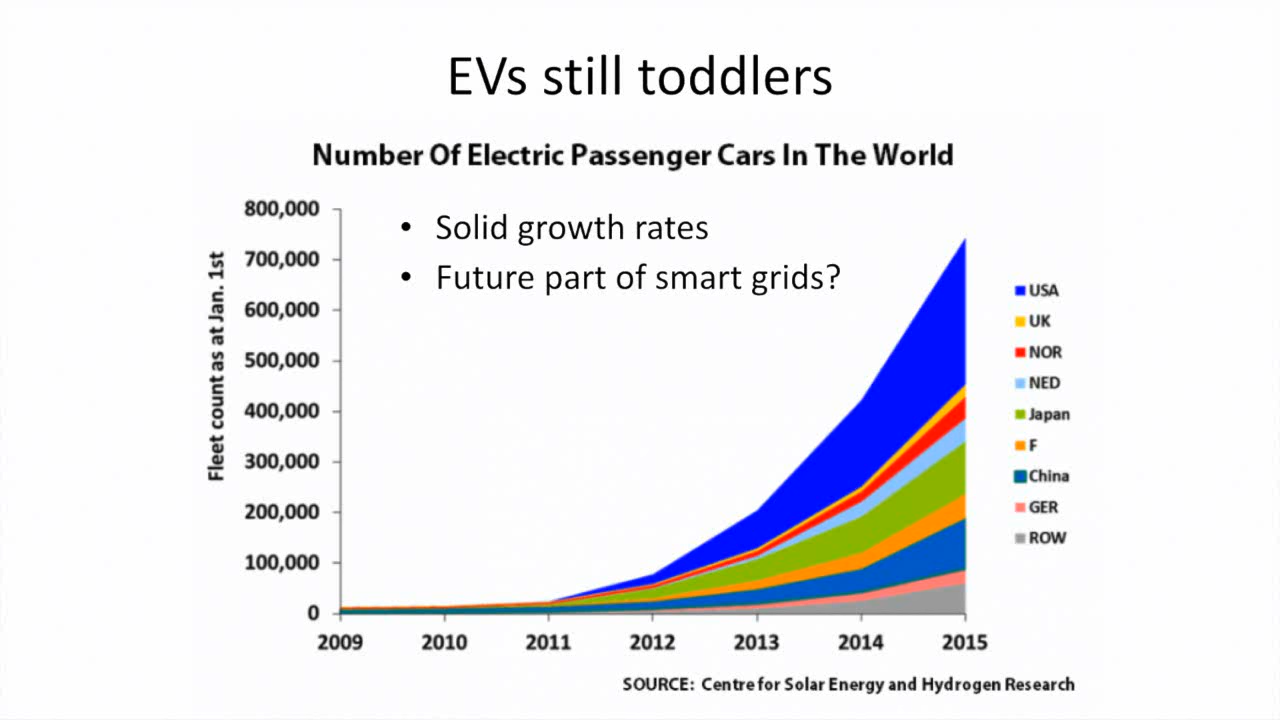 EVs still toddlers
Number Of Electric Passenger Cars In The World
• Solid growth rates
• Future part of smart grids?
Fleet count as at Jan. 1st
800,000
700,000
600,000
500,000
400,000
300,000
200,000
100,000
0
2009 2010 2011 2012 2013 2014 2015
USA
UK
NOR
NED
Japan
F
China
GER
ROW
SOURCE: Centre for Solar Energy and Hydrogen Research